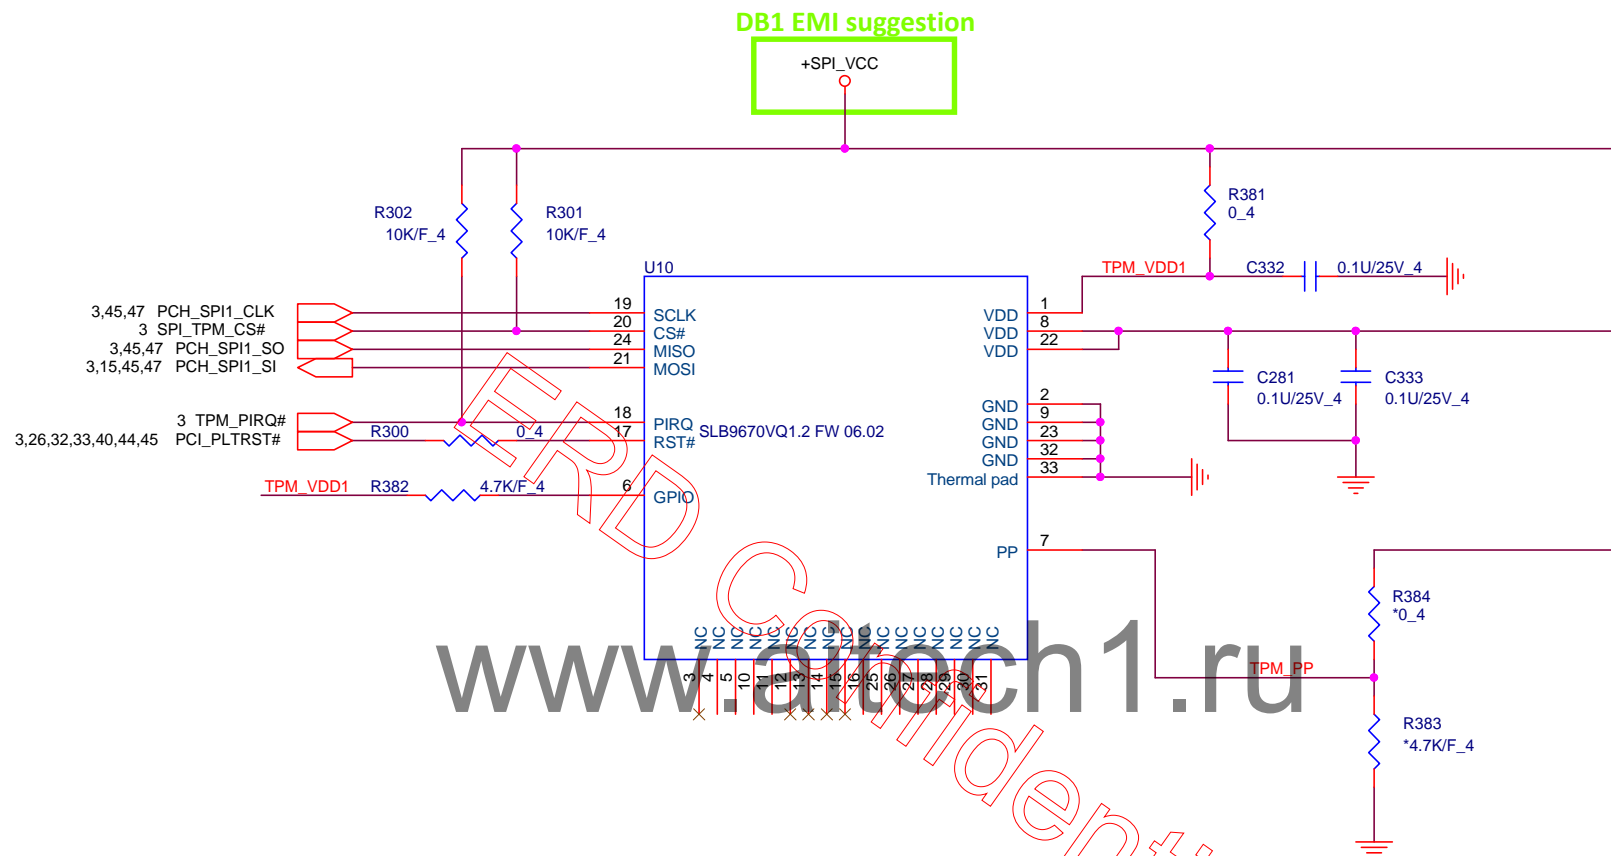 DB1 EMI suggestion
+SPI_VCC
R302
10K/F_4
R301
10K/F_4
R381
0_4
U10
TPM_VDD1
C332
0.1U/25V_4
3,45,47 PCH_SPI1_CLK
19
SCLK
1
VDD
3 SPI_TPM_CS#
20
CS#
8
VDD
3,45,47 PCH_SPI1_SO
24
MISO
22
VDD
3,15,45,47 PCH_SPI1_SI
21
MOSI
C281
0.1U/25V_4
C333
0.1U/25V_4
2
GND
3 TPM_PIRQ#
18
PIRQ
9
GND
3,26,32,33,40,44,45 PCI_PLTRST#
R300
0_4
17
RST#
SLB9670VQ1.2 FW 06.02
23
GND
32
GND
33
Thermal pad
TPM_VDD1
R382
4.7K/F_4
6
GPIO
7
PP
R384
*0_4
TPM_PP
R383
*4.7K/F_4
NC NC NC NC NC NC NC NC NC NC NC NC NC NC NC NC NC
3 4 5 10 11 12 13 14 15 16 25 26 27 28 29 30 31
www.aitech1.ru
ERD Confidenti